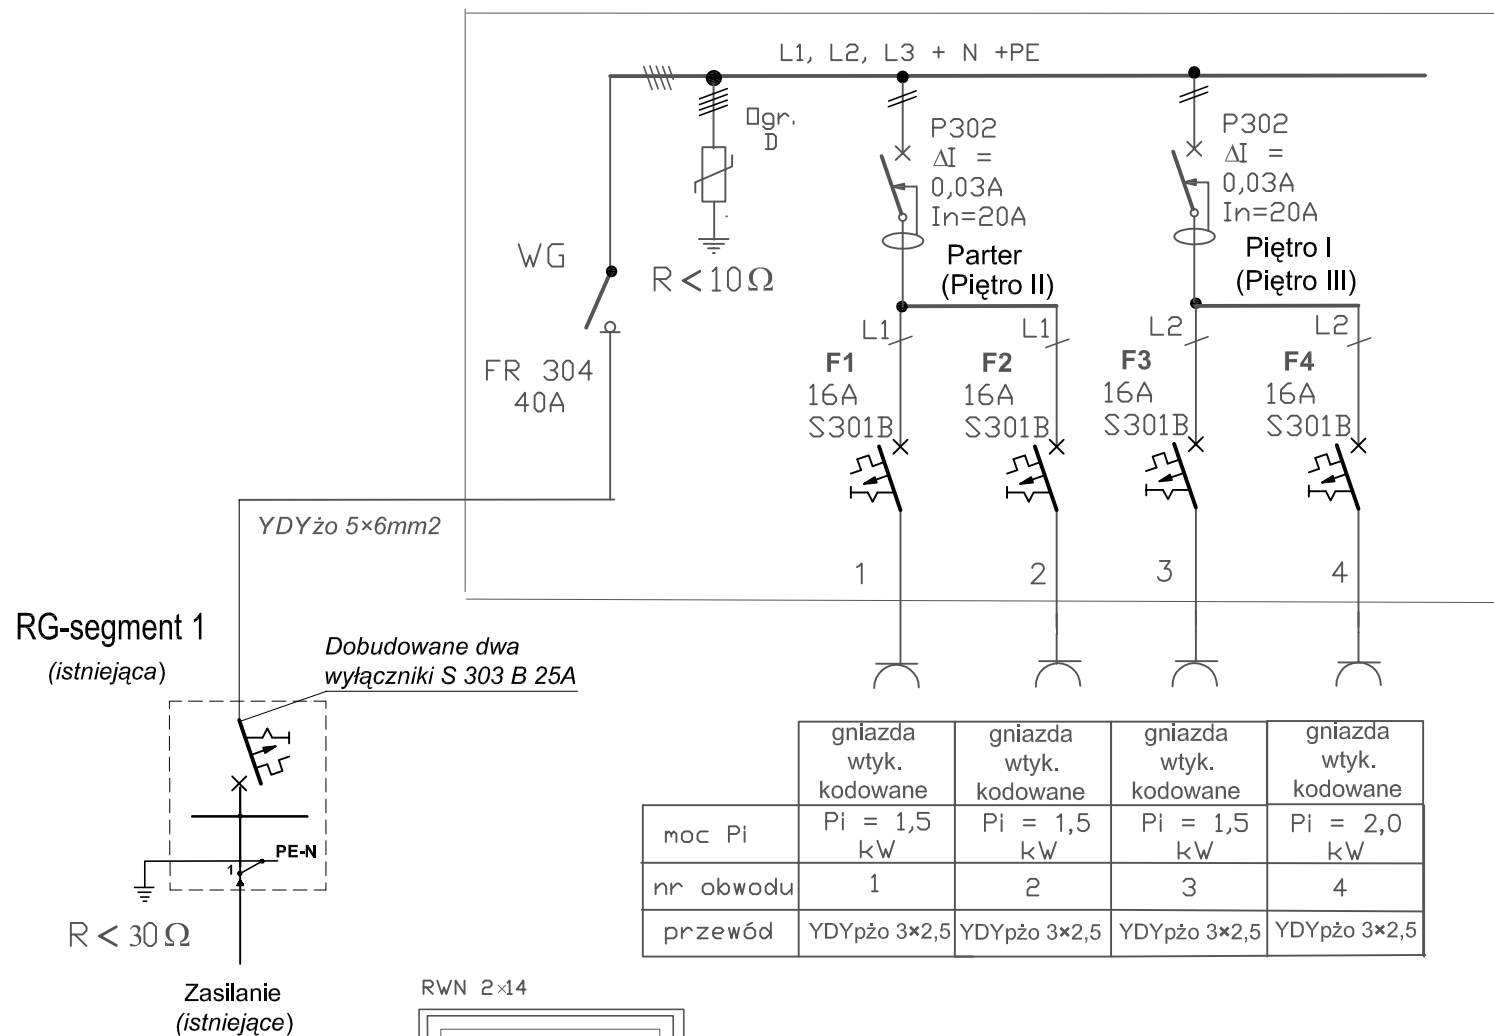 L1, L2, L3 + N +PE
Ogr.
D
R < 10 Ω
WG
FR 304
40A
P302
ΔI =
0,03A
In=20A
Parter
(Piętro II)
P302
ΔI =
0,03A
In=20A
Piętro I
(Piętro III)
L1
F1
16A
S301B
L1
F2
16A
S301B
L2
F3
16A
S301B
L2
F4
16A
S301B
1
2
3
4
YDYżo 5×6mm2
RG-segment 1
(istniejąca)
Dobudowane dwa
wyłączniki S 303 B 25A
PE-N
1
R < 30 Ω
Zasilanie
(istniejące)
gniazda
wtyk.
kodowane
gniazda
wtyk.
kodowane
gniazda
wtyk.
kodowane
gniazda
wtyk.
kodowane
moc Pi
Pi = 1,5
kW
Pi = 1,5
kW
Pi = 1,5
kW
Pi = 2,0
kW
nr obwodu
1
2
3
4
przewód
YDYpżo 3×2,5
YDYpżo 3×2,5
YDYpżo 3×2,5
YDYpżo 3×2,5
RWN 2×14